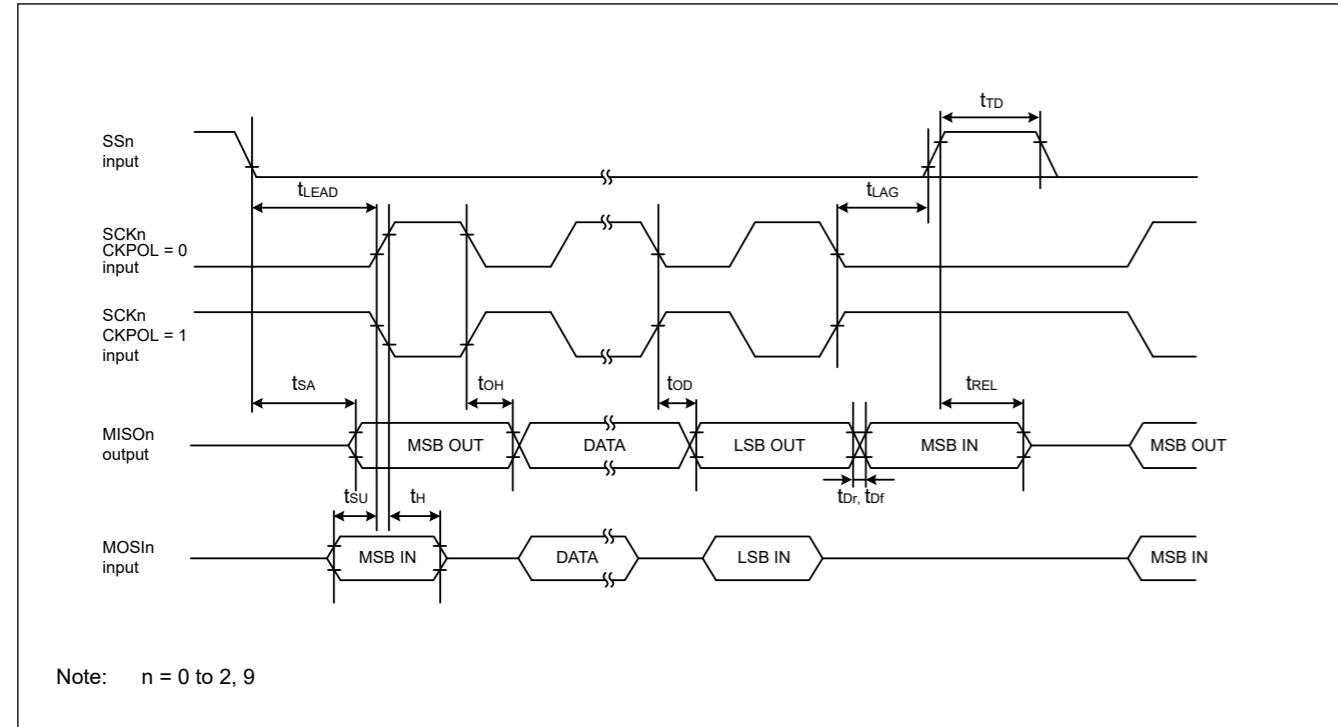 tTD
SSn
input
tLEAD
tLAG
SCKn
CKPOL = 0
input
SCKn
CKPOL = 1
input
tSA
tOH
tOD
tREL
MISOn
output
MSB OUT
DATA
LSB OUT
MSB IN
MSB OUT
tSU
tH
tDr, tDf
MOSIn
input
MSB IN
DATA
LSB IN
MSB IN
Note: n = 0 to 2, 9